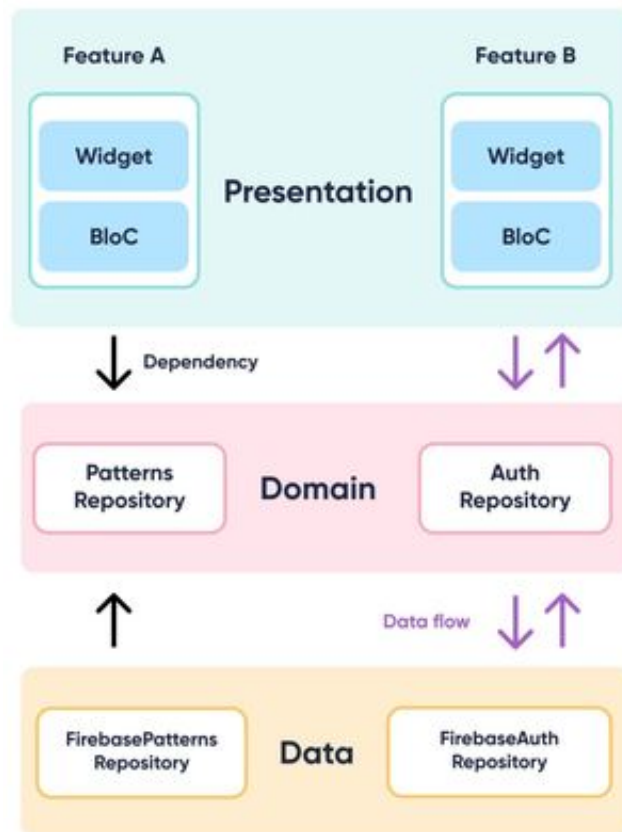 Feature A
Feature B
Widget
Widget
Presentation
BloC
BloC
Dependency
Patterns
Repository
Domain
Auth
Repository
Data flow
FirebasePatterns
Repository
Data
FirebaseAuth
Repository